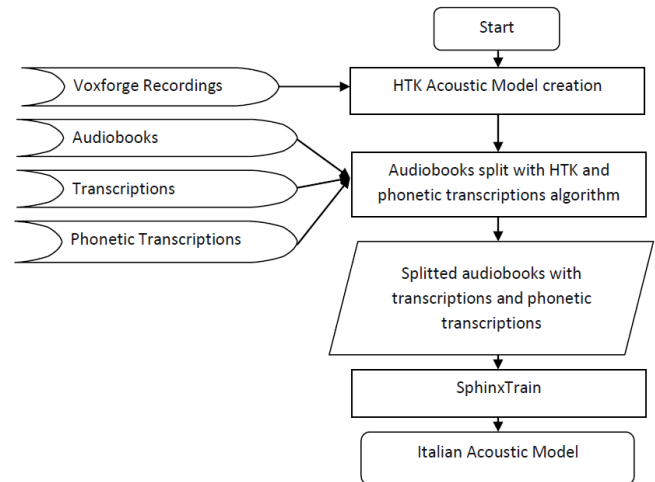 Start
Voxforge Recordings
HTK Acoustic Model creation
Audiobooks
Transcriptions
Phonetic Transcriptions
Audiobooks split with HTK and
phonetic transcriptions algorithm
Splitted audiobooks with
transcriptions and phonetic
transcriptions
SphinxTrain
Italian Acoustic Model